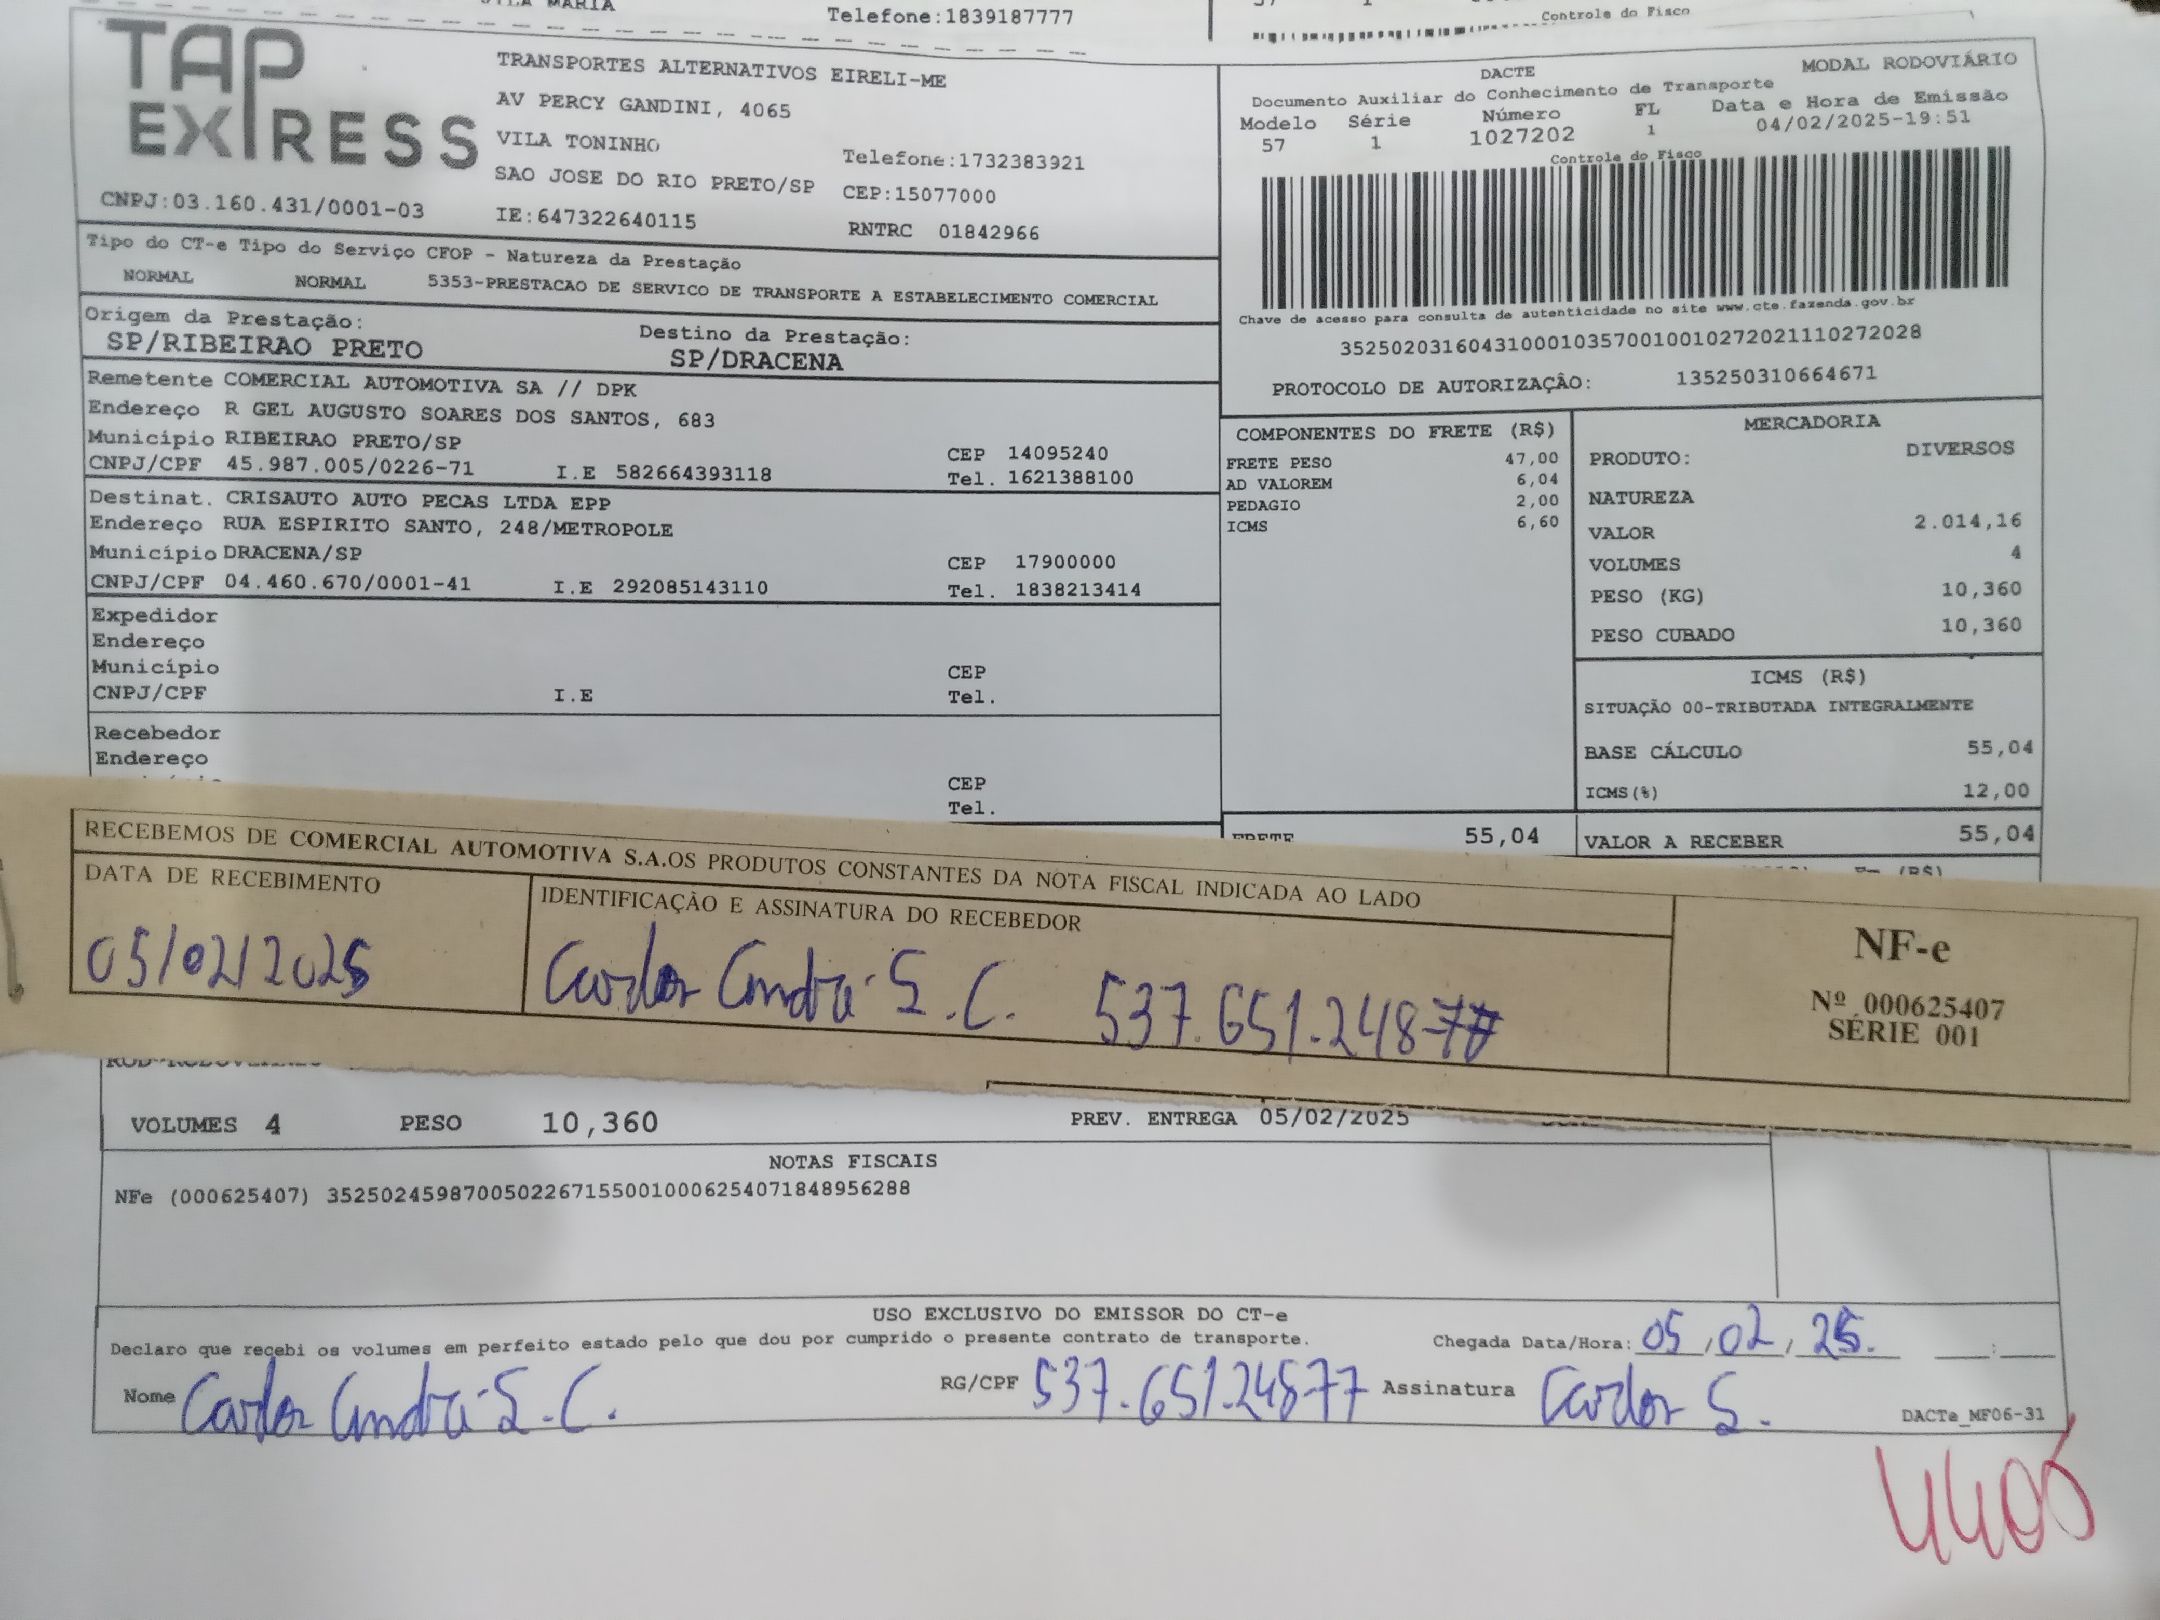 Telefone:1839187777
Controle do Fisco
TAP
EXPRESS
TRANSPORTES ALTERNATIVOS EIRELI-ME
AV PERCY GANDINI, 4065
VILA TONINHO
Telefone:1732383921
SAO JOSE DO RIO PRETO/SP CEP:15077000
CNPJ:03.160.431/0001-03 IE:647322640115 RNTRC 01842966
DACTE MODAL RODOVIÁRIO
Documento Auxiliar do Conhecimento de Transporte
Modelo Série Número FL Data e Hora de Emissão
57 1 1027202 1 04/02/2025-19:51
Controle do Fisco
Chave de acesso para consulta de autenticidade no site www.cte.fazenda.gov.br
35250203160431000103570010010272021110272028
PROTOCOLO DE AUTORIZAÇÃO: 135250310664671
Tipo do CT-e Tipo do Serviço CFOP - Natureza da Prestação
NORMAL NORMAL 5353-PRESTACAO DE SERVICO DE TRANSPORTE A ESTABELECIMENTO COMERCIAL
Origem da Prestação: Destino da Prestação:
SP/RIBEIRAO PRETO SP/DRACENA
Remetente COMERCIAL AUTOMOTIVA SA // DPK
Endereço R GEL AUGUSTO SOARES DOS SANTOS, 683
Município RIBEIRAO PRETO/SP CEP 14095240
CNPJ/CPF 45.987.005/0226-71 I.E 582664393118 Tel. 1621388100
Destinat. CRISAUTO AUTO PECAS LTDA EPP
Endereço RUA ESPIRITO SANTO, 248/METROPOLE
Município DRACENA/SP CEP 17900000
CNPJ/CPF 04.460.670/0001-41 I.E 292085143110 Tel. 1838213414
Expedidor
Endereço
Município CEP
CNPJ/CPF I.E Tel.
Recebedor
Endereço
CEP
Tel.
COMPONENTES DO FRETE (R$)
FRETE PESO 47,00
AD VALOREM 6,04
PEDAGIO 2,00
ICMS 6,60
FRETE 55,04
MERCADORIA
PRODUTO: DIVERSOS
NATUREZA
VALOR 2.014,16
VOLUMES 4
PESO (KG) 10,360
PESO CUBADO 10,360
ICMS (R$)
SITUAÇÃO 00-TRIBUTADA INTEGRALMENTE
BASE CÁLCULO 55,04
ICMS(%) 12,00
VALOR A RECEBER 55,04
RECEBEMOS DE COMERCIAL AUTOMOTIVA S.A.OS PRODUTOS CONSTANTES DA NOTA FISCAL INDICADA AO LADO
DATA DE RECEBIMENTO IDENTIFICAÇÃO E ASSINATURA DO RECEBEDOR
05/02/2025 Carlos André S.C. 537.651.24877
NF-e
Nº 000625407
SÉRIE 001
VOLUMES 4 PESO 10,360 PREV. ENTREGA 05/02/2025
NOTAS FISCAIS
NFe (000625407) 35250245987005022671550010006254071848956288
USO EXCLUSIVO DO EMISSOR DO CT-e
Declaro que recebi os volumes em perfeito estado pelo que dou por cumprido o presente contrato de transporte. Chegada Data/Hora: 05/02/25. :
Nome Carlos André S.C. RG/CPF 537.651.24877 Assinatura Carlos S.
DACTe_MF06-31